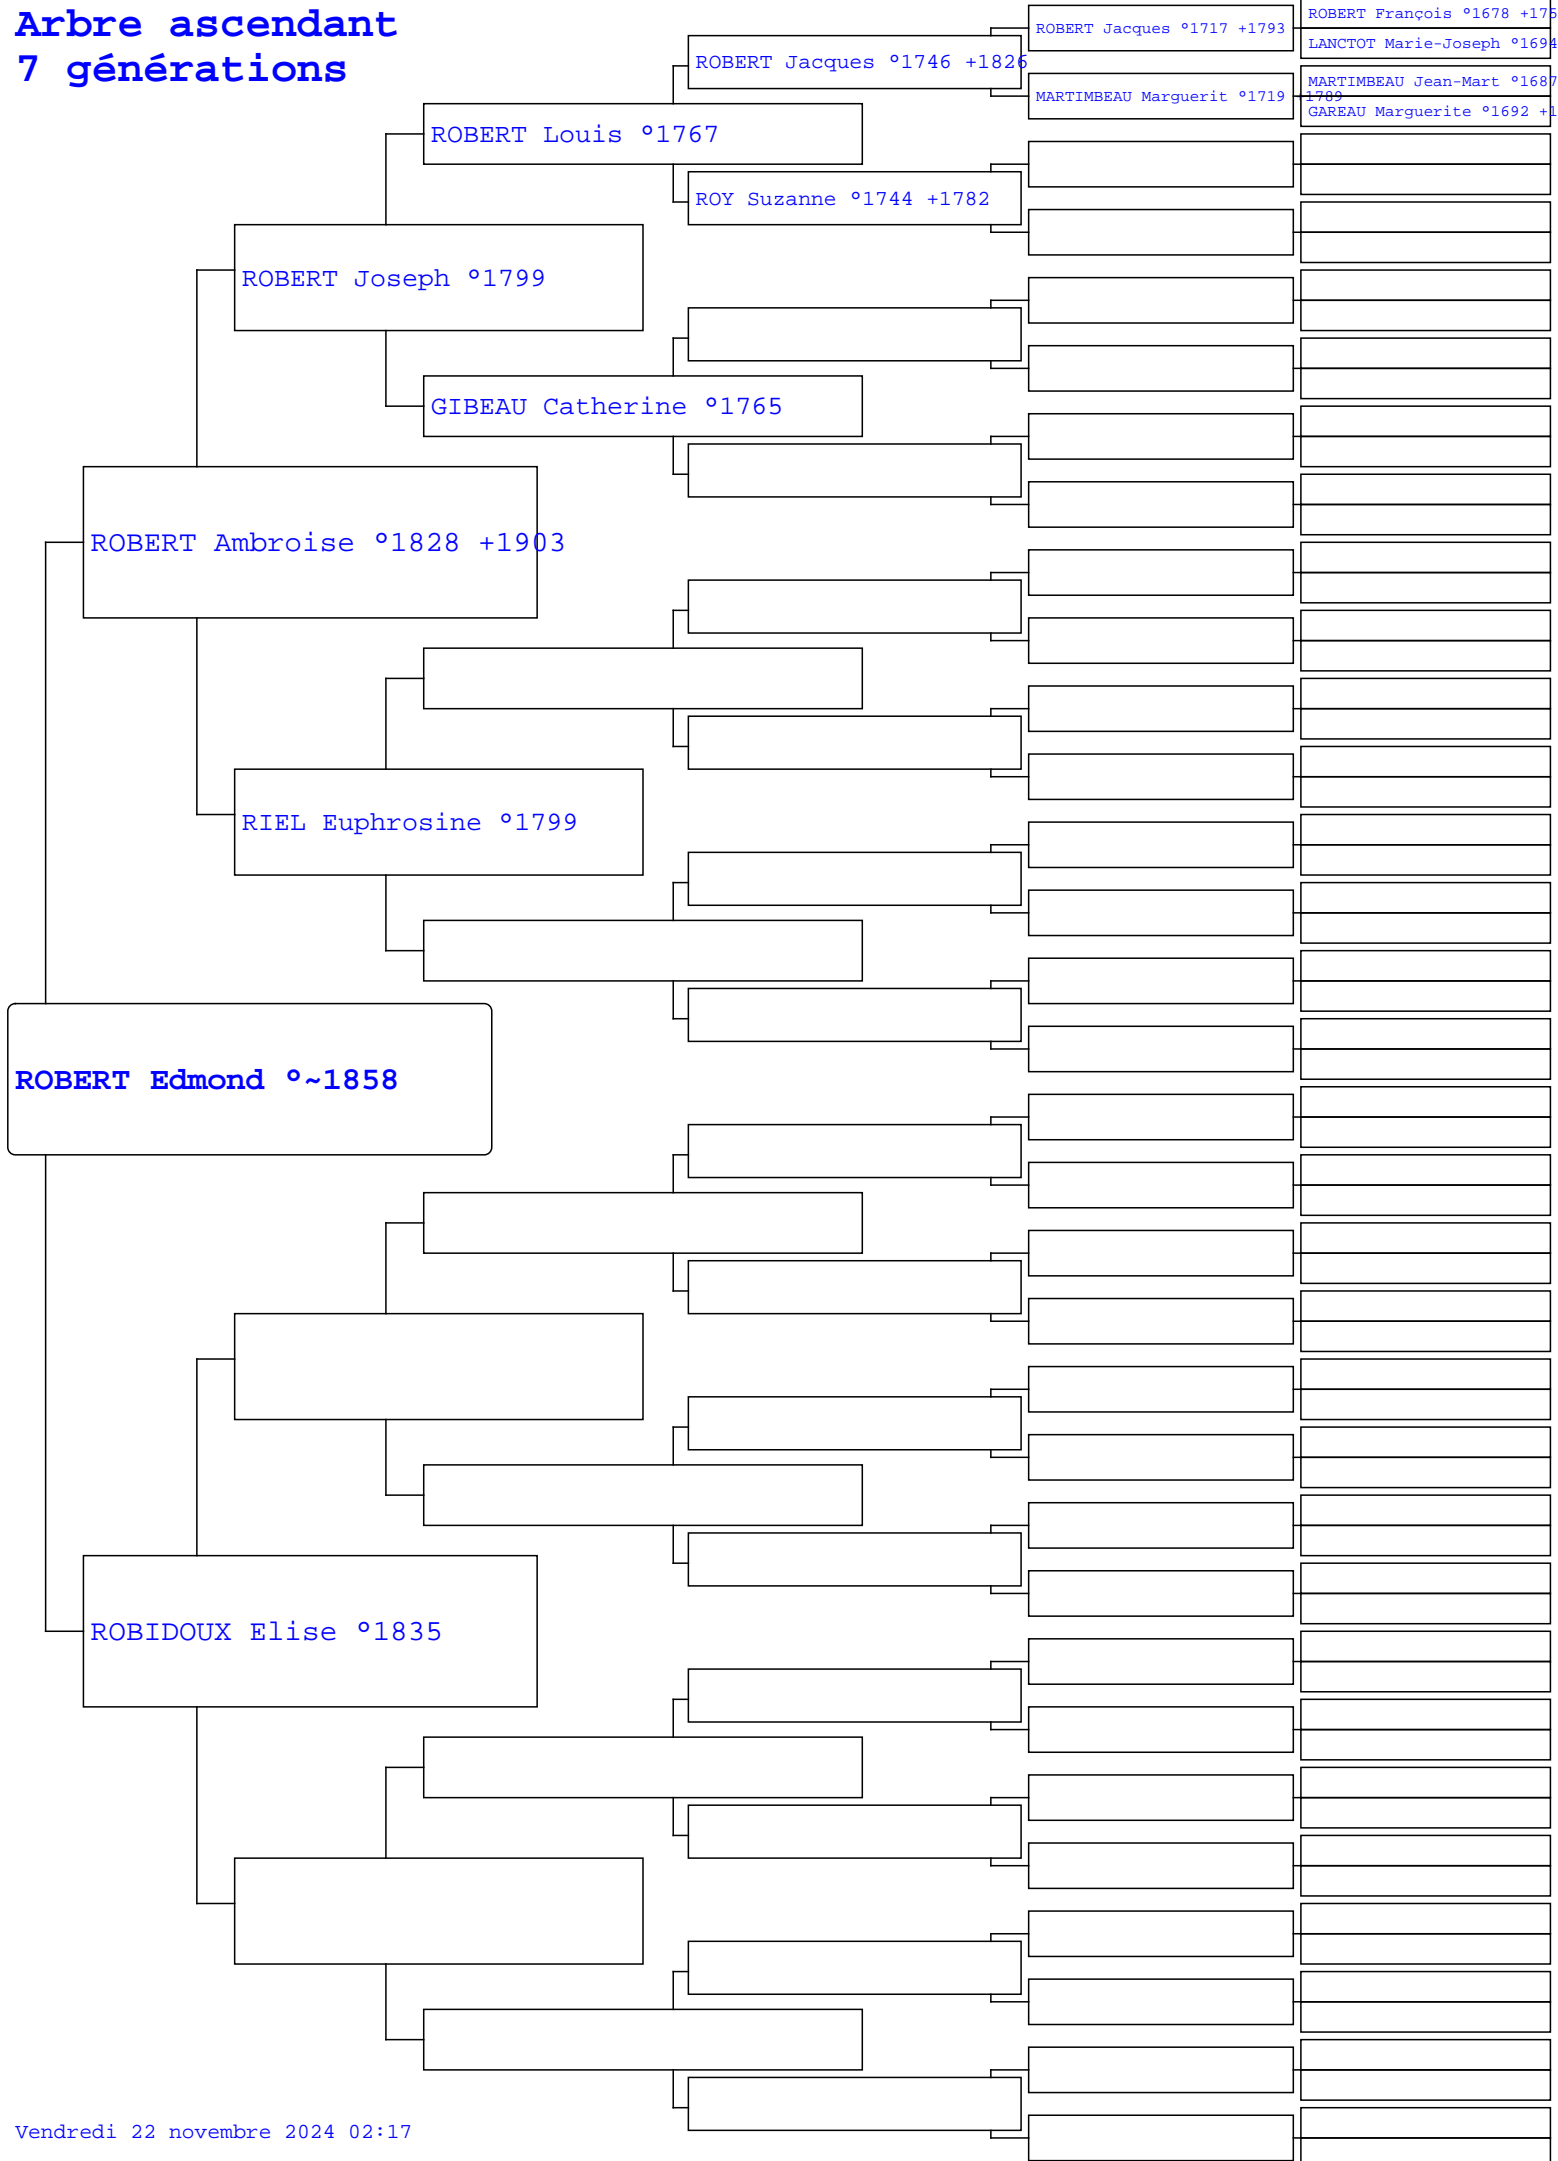 Arbre ascendant
7 générations
ROBERT François °1678 +175
ROBERT Jacques °1717 +1793
LANCTOT Marie-Joseph °1694
ROBERT Jacques °1746 +1826
MARTIMBEAU Jean-Mart °1687
MARTIMBEAU Marguerit °1719 +1789
GAREAU Marguerite °1692 +1
ROBERT Louis °1767
ROY Suzanne °1744 +1782
ROBERT Joseph °1799
GIBEAU Catherine °1765
ROBERT Ambroise °1828 +1903
RIEL Euphrosine °1799
ROBERT Edmond °~1858
ROBIDOUX Elise °1835
Vendredi 22 novembre 2024 02:17